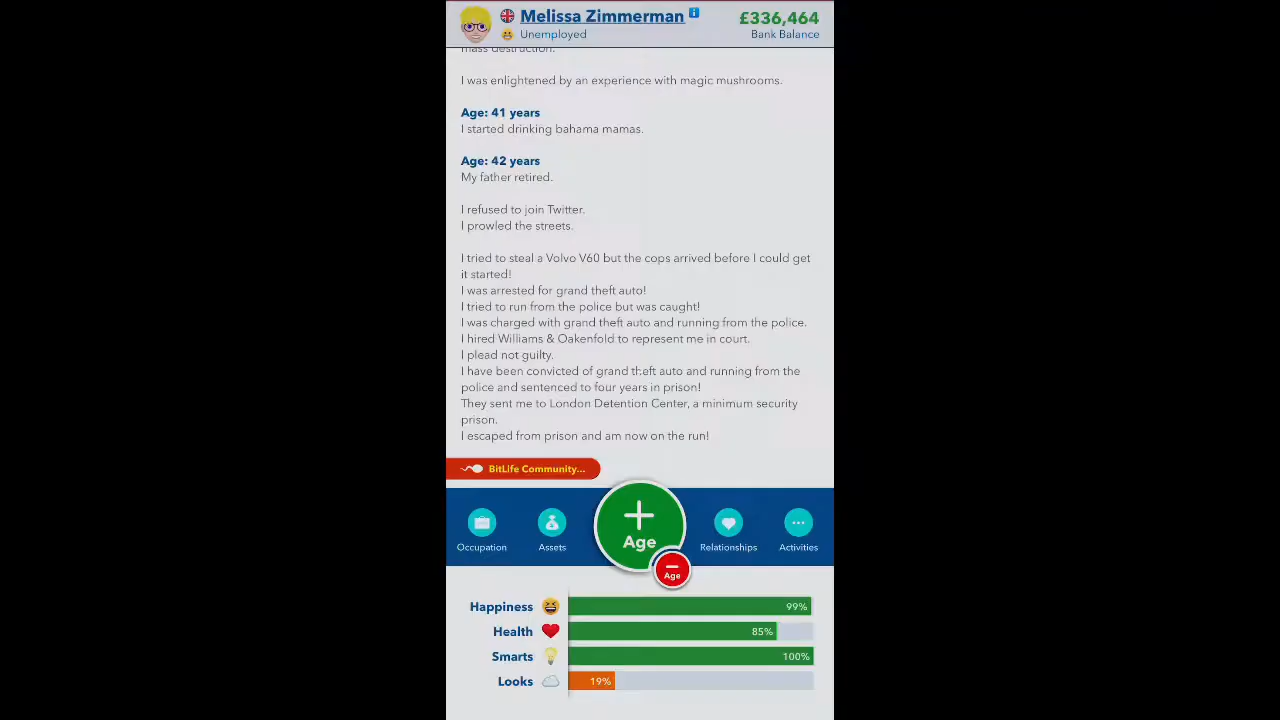 Melissa Zimmerman
£336,464
Unemployed
Bank Balance
mass destruction.
I was enlightened by an experience with magic mushrooms.
Age: 41 years
I started drinking bahama mamas.
Age: 42 years
My father retired.
I refused to join Twitter.
I prowled the streets.
I tried to steal a Volvo V60 but the cops arrived before I could get
it started!
I was arrested for grand theft auto!
I tried to run from the police but was caught!
I was charged with grand theft auto and running from the police.
I hired Williams & Oakenfold to represent me in court.
I plead not guilty.
I have been convicted of grand theft auto and running from the
police and sentenced to four years in prison!
They sent me to London Detention Center, a minimum security
prison.
I escaped from prison and am now on the run!
BitLife Community...
Occupation
Assets
Age
Age
Relationships
Activities
Happiness
99%
Health
85%
Smarts
100%
Looks
19%